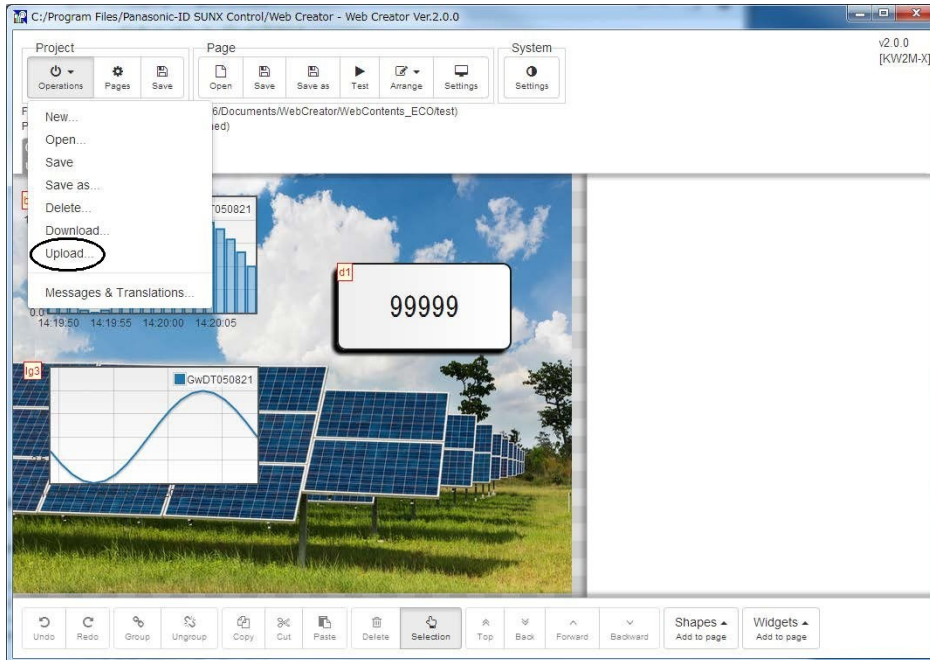 C:/Program Files/Panasonic-ID SUNX Control/Web Creator - Web Creator Ver.2.0.0
v2.0.0
[KW2M-X]
Project
Page
System
Operations
Pages
Save
Open
Save
Save as
Test
Arrange
Settings
Settings
6/Documents/WebCreator/WebContents_ECO/test)
New...
Open...
Save
Save as...
Delete...
Download...
Upload...
Messages & Translations...
T050821
0.0
14:19:50 14:19:55 14:20:00 14:20:05
d1
99999
lg3
GwDT050821
Undo
Redo
Group
Ungroup
Copy
Cut
Paste
Delete
Selection
Top
Back
Forward
Backward
Shapes
Add to page
Widgets
Add to page